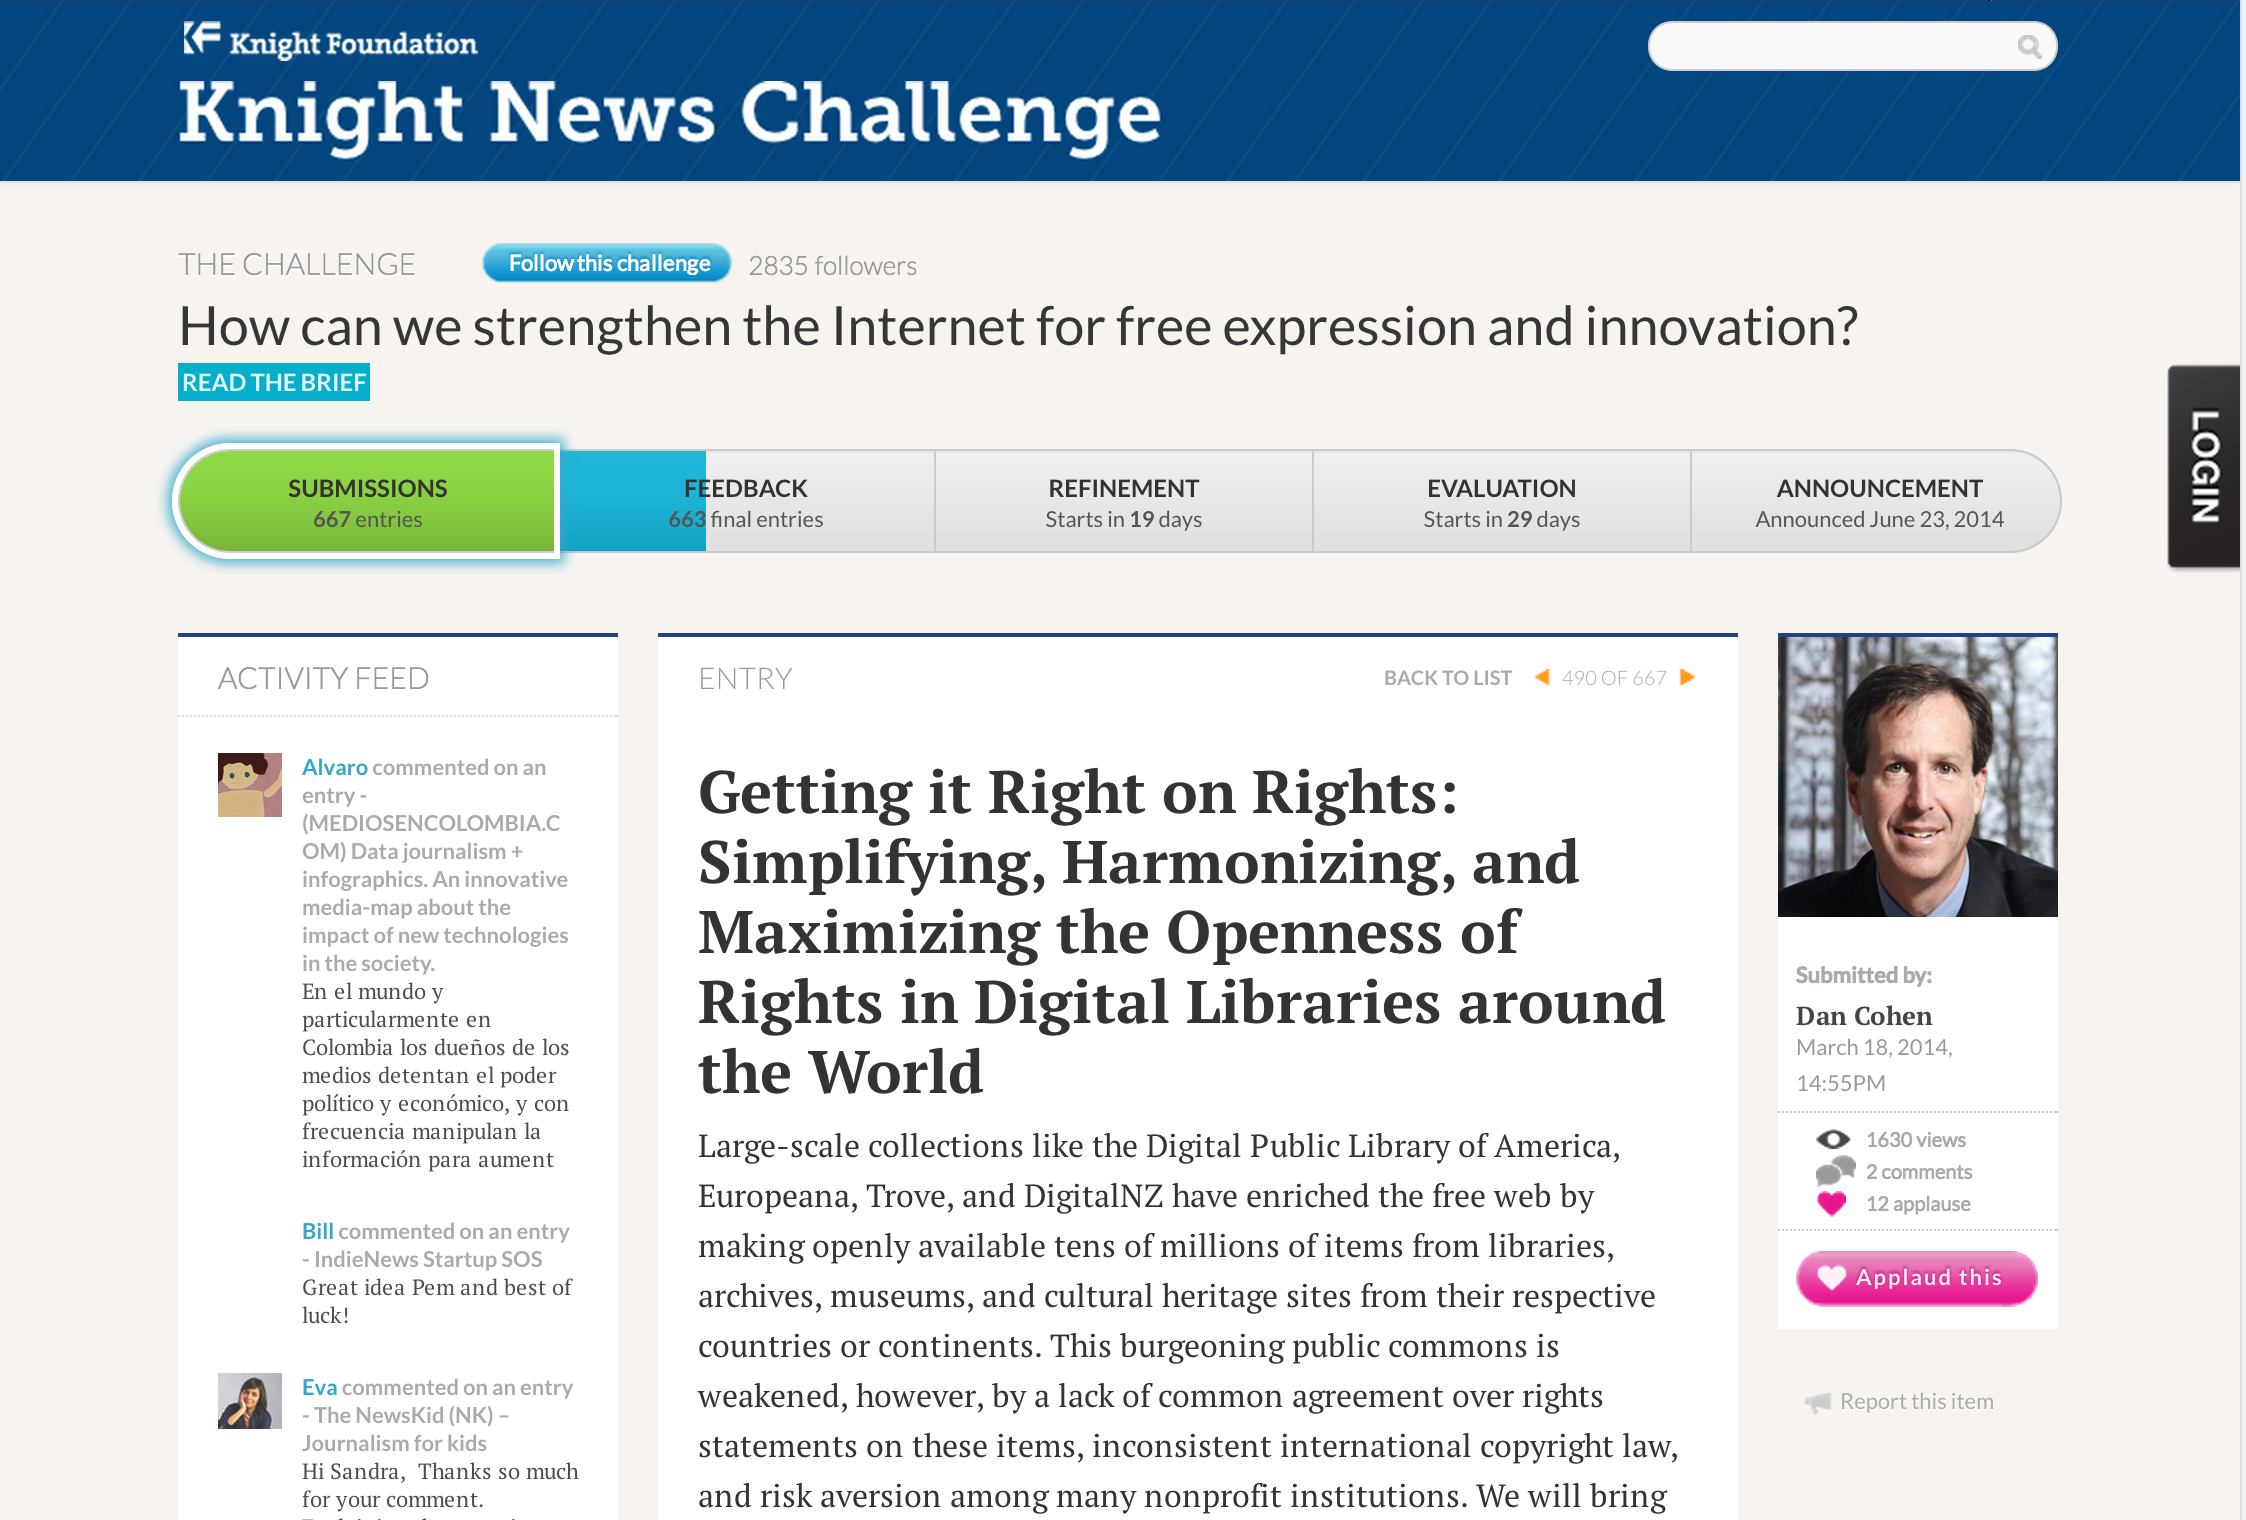 Knight Foundation
Knight News Challenge
THE CHALLENGE
Follow this challenge
2835 followers
How can we strengthen the Internet for free expression and innovation?
READ THE BRIEF
LOGIN
SUBMISSIONS
667 entries
FEEDBACK
663 final entries
REFINEMENT
Starts in 19 days
EVALUATION
Starts in 29 days
ANNOUNCEMENT
Announced June 23, 2014
ACTIVITY FEED
Alvaro commented on an
entry -
(MEDIOSENCOLOMBIA.C
OM) Data journalism +
infographics. An innovative
media-map about the
impact of new technologies
in the society.
En el mundo y
particularmente en
Colombia los dueños de los
medios detentan el poder
político y económico, y con
frecuencia manipulan la
información para aument
Bill commented on an entry
- IndieNews Startup SOS
Great idea Pem and best of
luck!
Eva commented on an entry
- The NewsKid (NK) –
Journalism for kids
Hi Sandra,  Thanks so much
for your comment.
ENTRY
BACK TO LIST
490 OF 667
Getting it Right on Rights:
Simplifying, Harmonizing, and
Maximizing the Openness of
Rights in Digital Libraries around
the World
Large-scale collections like the Digital Public Library of America,
Europeana, Trove, and DigitalNZ have enriched the free web by
making openly available tens of millions of items from libraries,
archives, museums, and cultural heritage sites from their respective
countries or continents. This burgeoning public commons is
weakened, however, by a lack of common agreement over rights
statements on these items, inconsistent international copyright law,
and risk aversion among many nonprofit institutions. We will bring
Submitted by:
Dan Cohen
March 18, 2014,
14:55PM
1630 views
2 comments
12 applause
Applaud this
Report this item